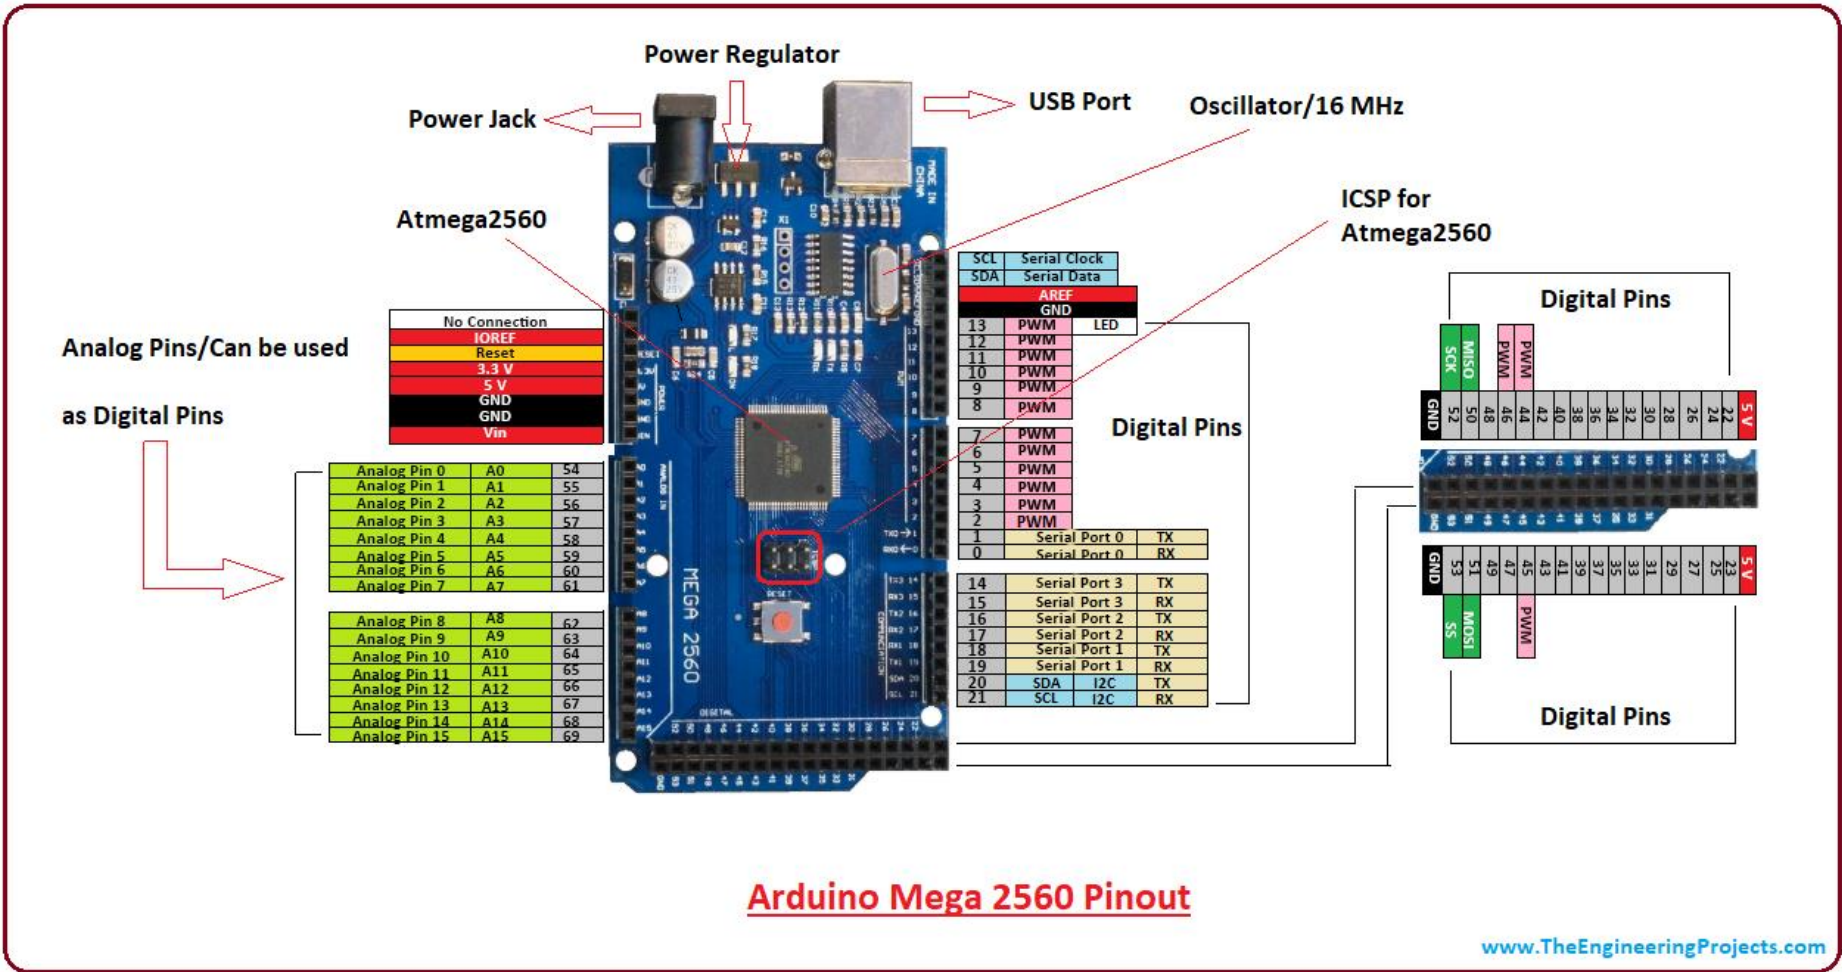 Power Regulator
Power Jack
USB Port
Oscillator/16 MHz
Atmega2560
ICSP for
Atmega2560
Analog Pins/Can be used
as Digital Pins
No Connection
IOREF
Reset
3.3 V
5 V
GND
GND
Vin
Analog Pin 0 A0 54
Analog Pin 1 A1 55
Analog Pin 2 A2 56
Analog Pin 3 A3 57
Analog Pin 4 A4 58
Analog Pin 5 A5 59
Analog Pin 6 A6 60
Analog Pin 7 A7 61
Analog Pin 8 A8 62
Analog Pin 9 A9 63
Analog Pin 10 A10 64
Analog Pin 11 A11 65
Analog Pin 12 A12 66
Analog Pin 13 A13 67
Analog Pin 14 A14 68
Analog Pin 15 A15 69
MADE IN
CHINA
RESET
MEGA 2560
ANALOG IN
POWER
COMMUNICATION
DIGITAL
SCL Serial Clock
SDA Serial Data
AREF
GND
13 PWM LED
12 PWM
11 PWM
10 PWM
9 PWM
8 PWM
7 PWM
6 PWM
5 PWM
4 PWM
3 PWM
2 PWM
1 Serial Port 0 TX
0 Serial Port 0 RX
14 Serial Port 3 TX
15 Serial Port 3 RX
16 Serial Port 2 TX
17 Serial Port 2 RX
18 Serial Port 1 TX
19 Serial Port 1 RX
20 SDA I2C TX
21 SCL I2C RX
Digital Pins
Digital Pins
SCK MISO PWM PWM
GND 52 50 48 46 44 42 40 38 36 34 32 30 28 26 24 22 5 V
GND 53 51 49 47 45 43 41 39 37 35 33 31 29 27 25 23 5 V
SS MOSI PWM
Digital Pins
Arduino Mega 2560 Pinout
www.TheEngineeringProjects.com